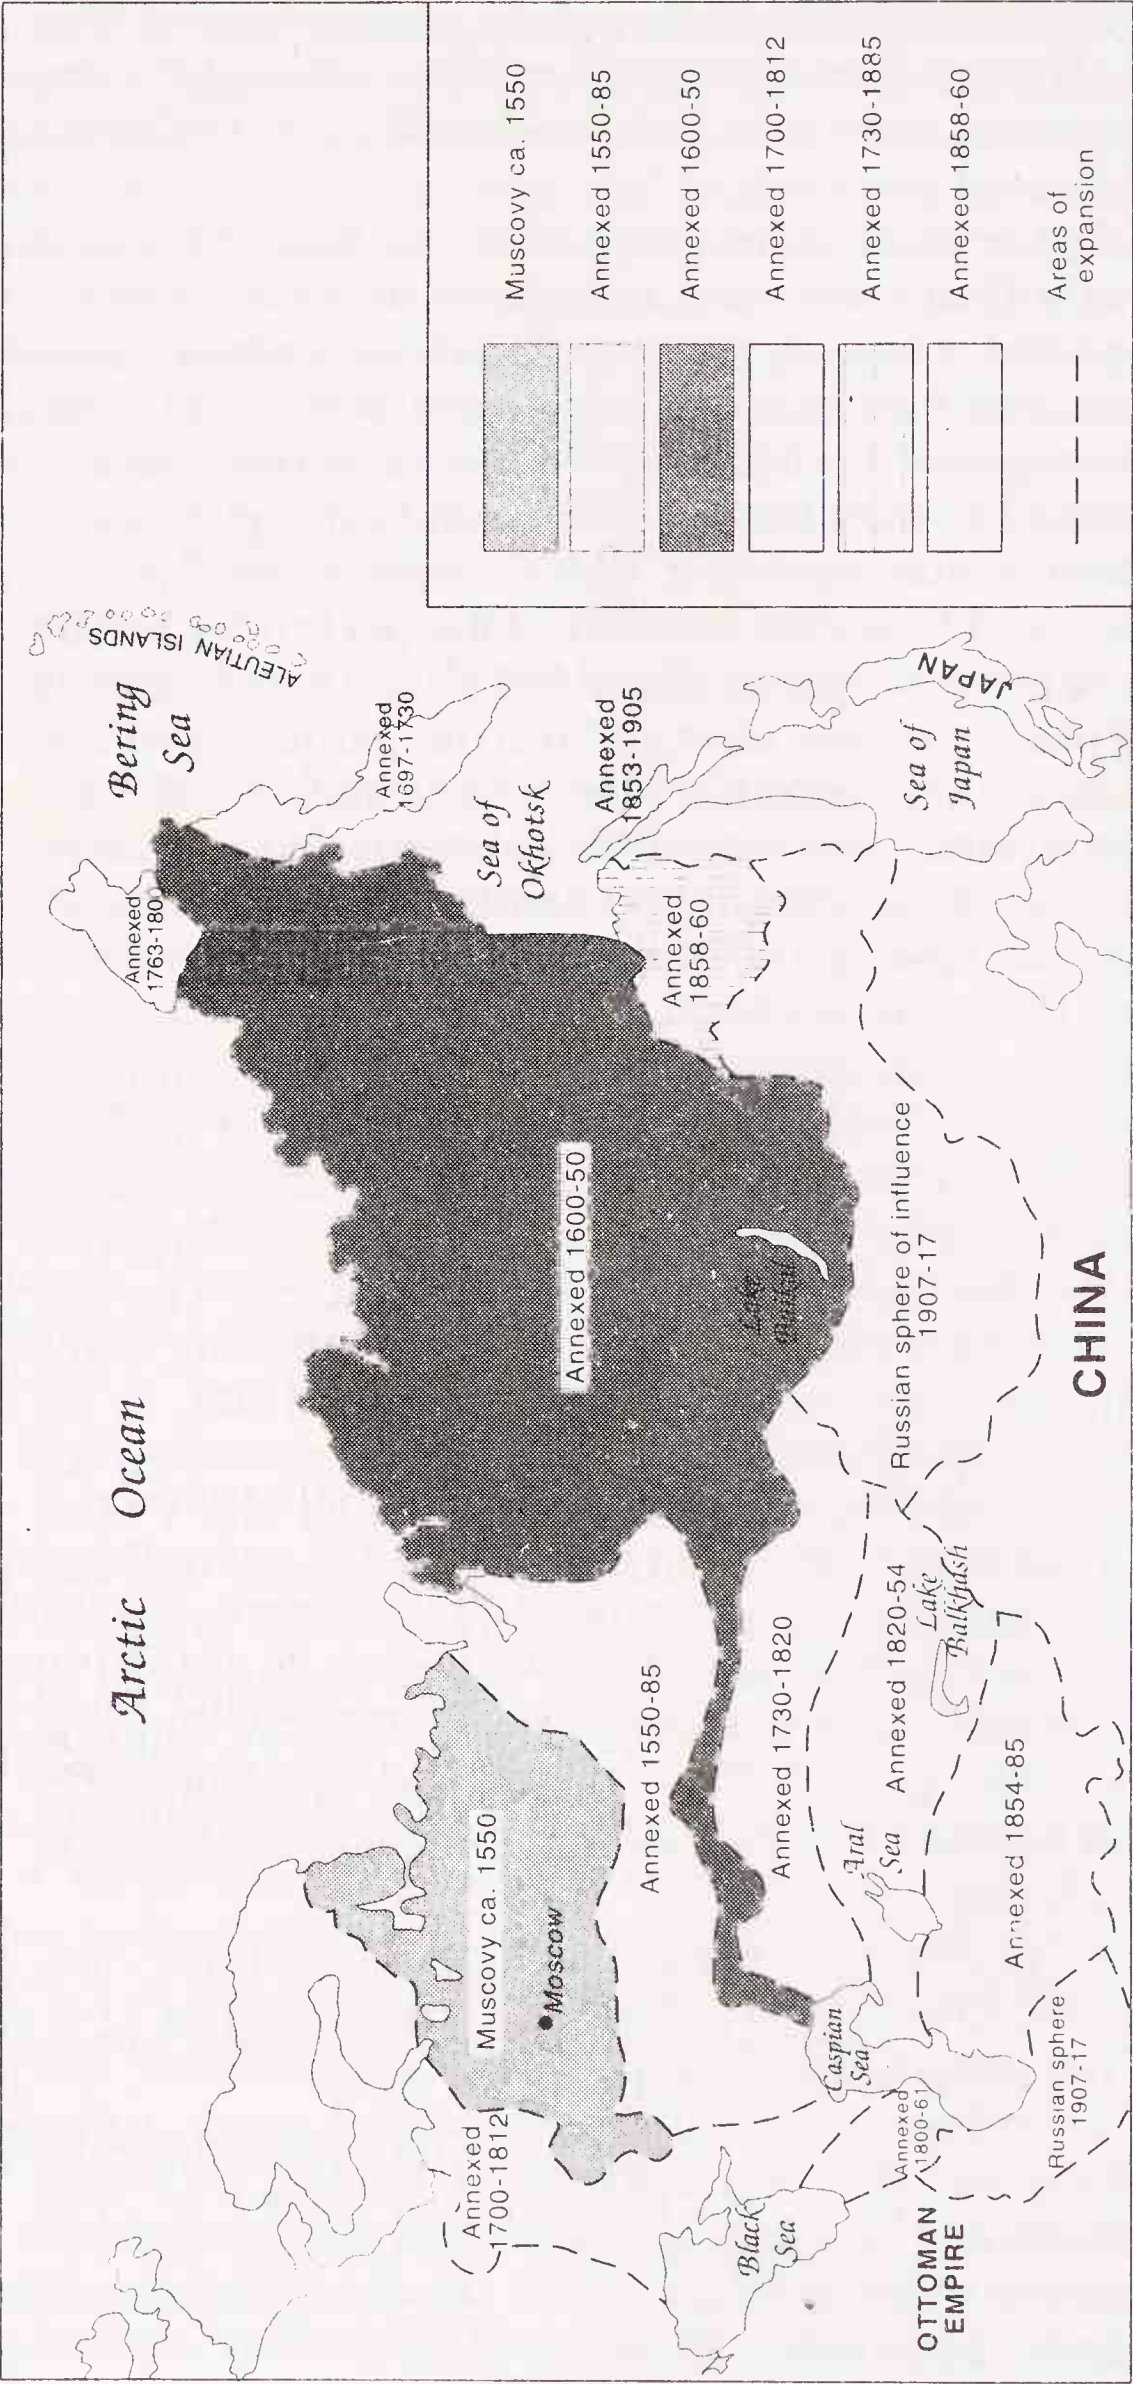 Arctic Ocean
Bering
Sea
ALEUTIAN ISLANDS
Annexed
1763-180
Annexed
1697-1730
Sea of
Okhotsk
Annexed
1853-1905
Annexed
1858-60
Sea of
Japan
JAPAN
Annexed 1600-50
Lake
Baikal
Russian sphere of influence
1907-17
CHINA
Muscovy ca. 1550
Moscow
Annexed
1700-1812
Annexed 1550-85
Annexed 1730-1820
Annexed 1820-54
Lake
Balkhash
Aral
Sea
Annexed 1854-85
Caspian
Sea
Annexed
1800-61
Russian sphere
1907-17
Black
Sea
OTTOMAN
EMPIRE
Muscovy ca. 1550
Annexed 1550-85
Annexed 1600-50
Annexed 1700-1812
Annexed 1730-1885
Annexed 1858-60
Areas of
expansion